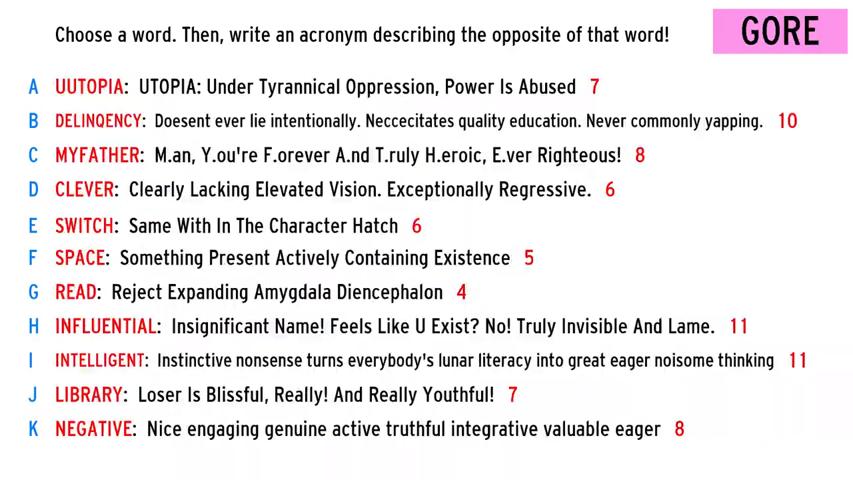 Choose a word. Then, write an acronym describing the opposite of that word!
GORE
A UUTOPIA: UTOPIA: Under Tyrannical Oppression, Power Is Abused 7
B DELINQENCY: Doesent ever lie intentionally. Neccecitates quality education. Never commonly yapping. 10
C MYFATHER: M.an, Y.ou're F.orever A.nd T.ruly H.eroic, E.ver Righteous! 8
D CLEVER: Clearly Lacking Elevated Vision. Exceptionally Regressive. 6
E SWITCH: Same With In The Character Hatch 6
F SPACE: Something Present Actively Containing Existence 5
G READ: Reject Expanding Amygdala Diencephalon 4
H INFLUENTIAL: Insignificant Name! Feels Like U Exist? No! Truly Invisible And Lame. 11
I INTELLIGENT: Instinctive nonsense turns everybody's lunar literacy into great eager noisome thinking 11
J LIBRARY: Loser Is Blissful, Really! And Really Youthful! 7
K NEGATIVE: Nice engaging genuine active truthful integrative valuable eager 8